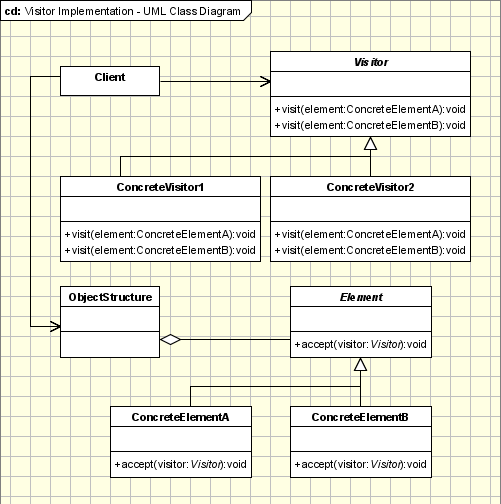 cd: Visitor Implementation - UML Class Diagram
Client
Visitor
+visit(element:ConcreteElementA):void
+visit(element:ConcreteElementB):void
ConcreteVisitor1
+visit(element:ConcreteElementA):void
+visit(element:ConcreteElementB):void
ConcreteVisitor2
+visit(element:ConcreteElementA):void
+visit(element:ConcreteElementB):void
ObjectStructure
Element
+accept(visitor:Visitor):void
ConcreteElementA
+accept(visitor:Visitor):void
ConcreteElementB
+accept(visitor:Visitor):void